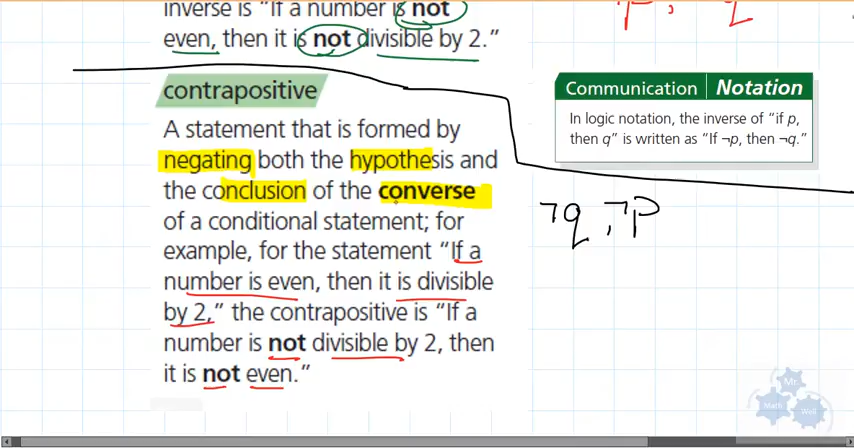 inverse is “If a number is not
even, then it is not divisible by 2.”
p, q
contrapositive
A statement that is formed by
negating both the hypothesis and
the conclusion of the converse
of a conditional statement; for
example, for the statement “If a
number is even, then it is divisible
by 2,” the contrapositive is “If a
number is not divisible by 2, then
it is not even.”
Communication Notation
In logic notation, the inverse of “if p,
then q” is written as “If ¬p, then ¬q.”
¬q, ¬p
Mr.
Math
Wall